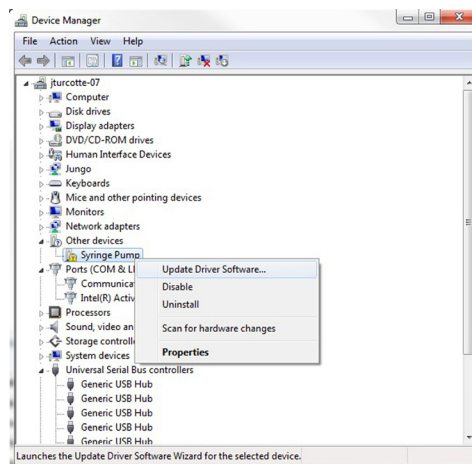 Device Manager
File Action View Help
jturcotte-07
Computer
Disk drives
Display adapters
DVD/CD-ROM drives
Human Interface Devices
Jungo
Keyboards
Mice and other pointing devices
Monitors
Network adapters
Other devices
Syringe Pump
Ports (COM & L
Communica
Intel(R) Activ
Processors
Sound, video an
Storage controlle
System devices
Universal Serial Bus controllers
Generic USB Hub
Generic USB Hub
Generic USB Hub
Generic USB Hub
Generic USB Hub
Update Driver Software...
Disable
Uninstall
Scan for hardware changes
Properties
Launches the Update Driver Software Wizard for the selected device.